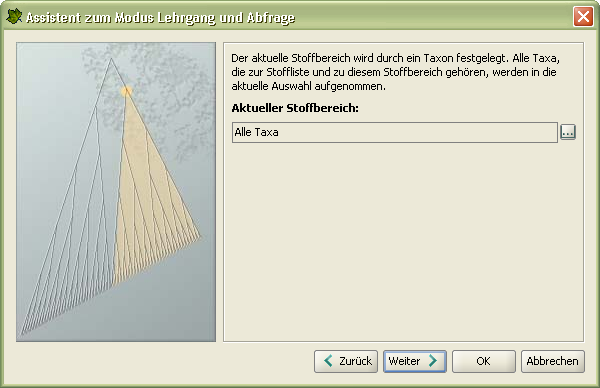 Assistent zum Modus Lehrgang und Abfrage
Der aktuelle Stoffbereich wird durch ein Taxon festgelegt. Alle Taxa,
die zur Stoffliste und zu diesem Stoffbereich gehören, werden in die
aktuelle Auswahl aufgenommen.
Aktueller Stoffbereich:
Alle Taxa ...
Zurück Weiter OK Abbrechen